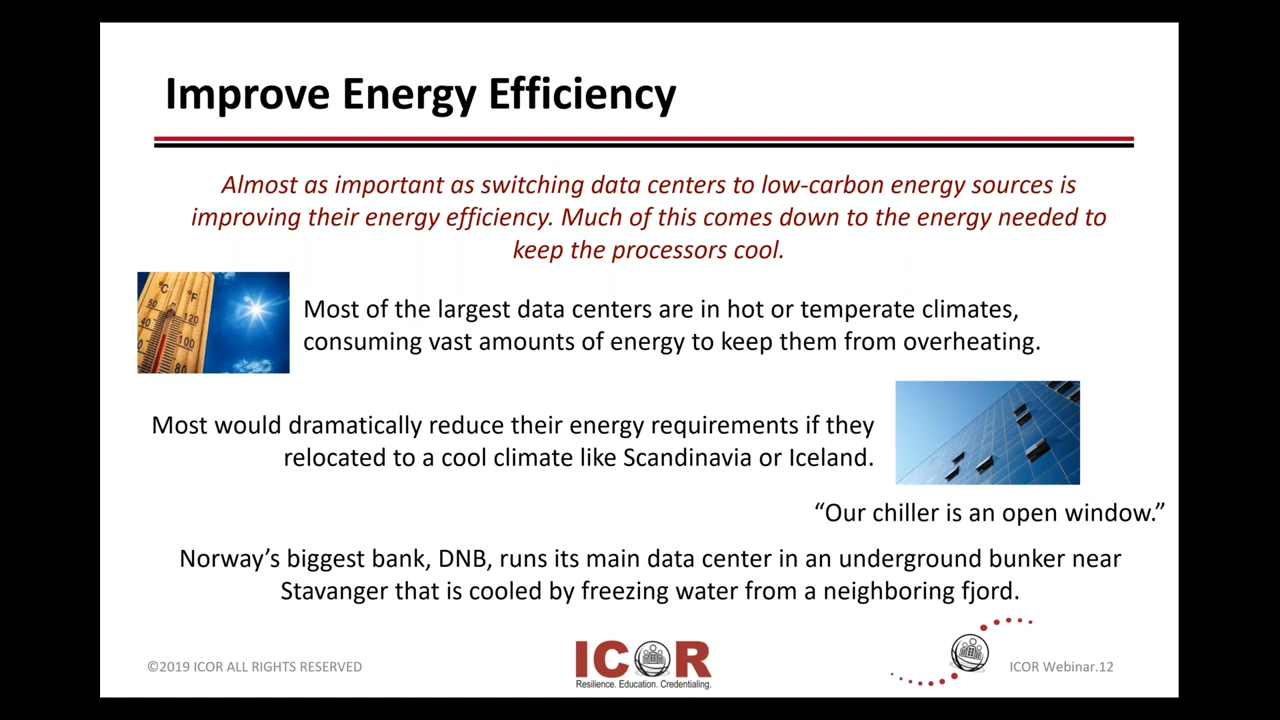 Improve Energy Efficiency
Almost as important as switching data centers to low-carbon energy sources is
improving their energy efficiency. Much of this comes down to the energy needed to
keep the processors cool.
°C
°F
60
120
40
100
0
80
Most of the largest data centers are in hot or temperate climates,
consuming vast amounts of energy to keep them from overheating.
Most would dramatically reduce their energy requirements if they
relocated to a cool climate like Scandinavia or Iceland.
“Our chiller is an open window.”
Norway’s biggest bank, DNB, runs its main data center in an underground bunker near
Stavanger that is cooled by freezing water from a neighboring fjord.
©2019 ICOR ALL RIGHTS RESERVED
ICOR
Resilience. Education. Credentialing.
ICOR Webinar.12